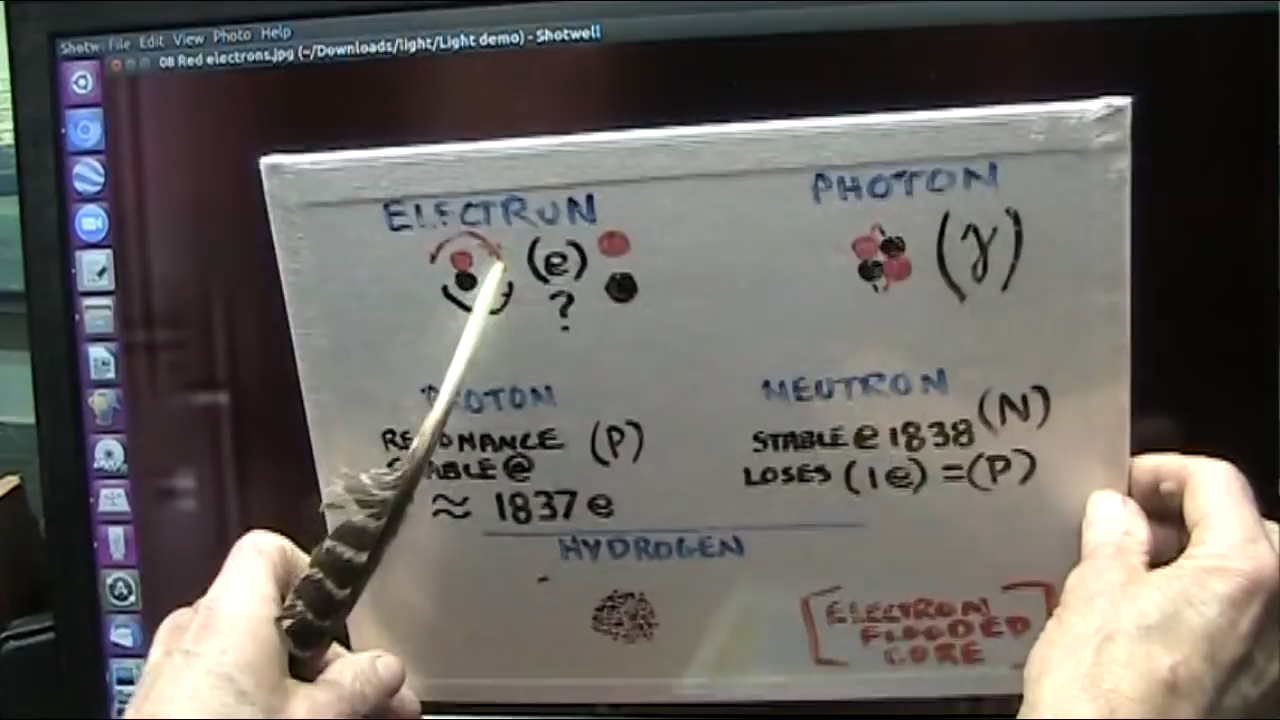 Shotw File Edit View Photo Help
08 Red electrons.jpg (~/Downloads/light/Light demo) - Shotwell
ELECTRON
(e)
?
PHOTON
(γ)
RESONANCE (P)
@
≈ 1837 e
NEUTRON
(N)
STABLE @ 1838
LOSES (1e) = (P)
HYDROGEN
[ELECTRON
FLOODED
CORE]